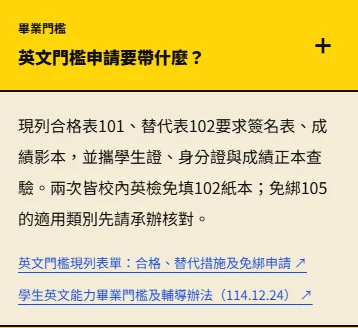 畢業門檻
英文門檻申請要帶什麼？
+
現列合格表101、替代表102要求簽名表、成
績影本，並攜學生證、身分證與成績正本查
驗。兩次皆校內英檢免填102紙本；免綁105
的適用類別先請承辦核對。
英文門檻現列表單：合格、替代措施及免綁申請 ↗
學生英文能力畢業門檻及輔導辦法（114.12.24） ↗